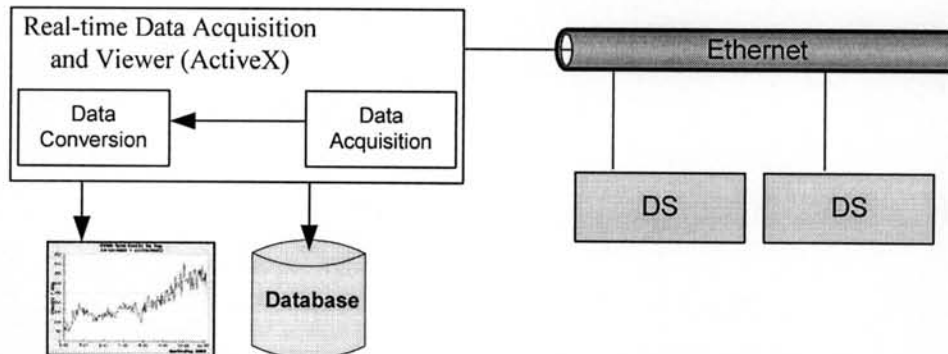 Real-time Data Acquisition
and Viewer (ActiveX)
Ethernet
Data
Conversion
Data
Acquisition
DS
DS
Database